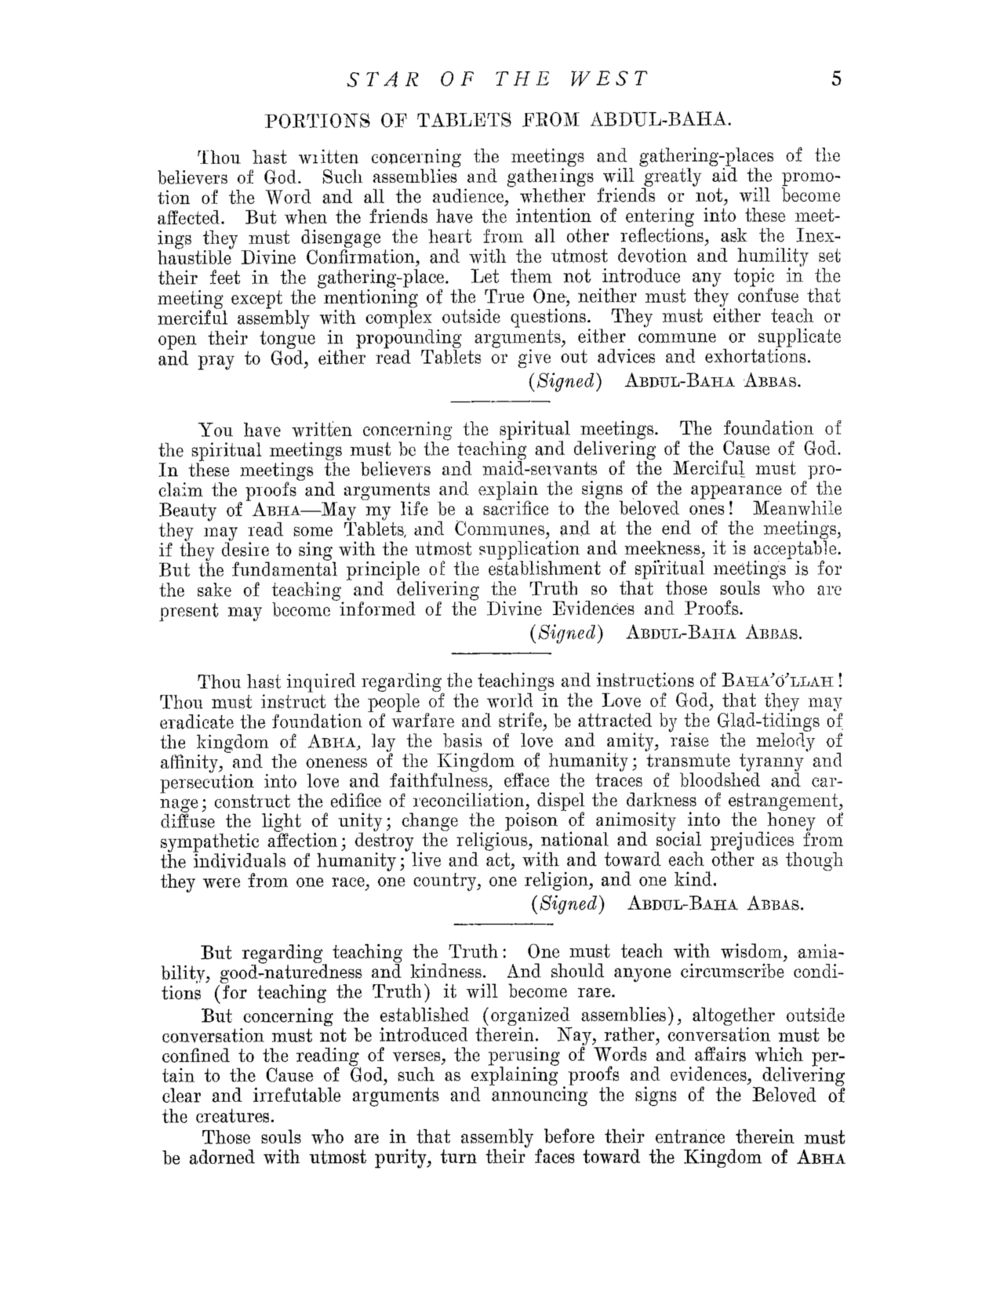 STAR OF THE WEST 5
PORTIONS OF TABLETS FROM ABDUL-BAHA.
Thou hast written concerning the meetings and gathering-places of the
believers of God. Such assemblies and gatherings will greatly aid the promo-
tion of the Word and all the audience, whether friends or not, will become
affected. But when the friends have the intention of entering into these meet-
ings they must disengage the heart from all other reflections, ask the Inex-
haustible Divine Confirmation, and with the utmost devotion and humility set
their feet in the gathering-place. Let them not introduce any topic in the
meeting except the mentioning of the True One, neither must they confuse that
merciful assembly with complex outside questions. They must either teach or
open their tongue in propounding arguments, either commune or supplicate
and pray to God, either read Tablets or give out advices and exhortations.
(Signed) ABDUL-BAHA ABBAS.
You have written concerning the spiritual meetings. The foundation of
the spiritual meetings must be the teaching and delivering of the Cause of God.
In these meetings the believers and maid-servants of the Merciful must pro-
claim the proofs and arguments and explain the signs of the appearance of the
Beauty of ABHA—May my life be a sacrifice to the beloved ones! Meanwhile
they may read some Tablets, and Communes, and at the end of the meetings,
if they desire to sing with the utmost supplication and meekness, it is acceptable.
But the fundamental principle of the establishment of spiritual meetings is for
the sake of teaching and delivering the Truth so that those souls who are
present may become informed of the Divine Evidences and Proofs.
(Signed) ABDUL-BAHA ABBAS.
Thou hast inquired regarding the teachings and instructions of BAHA'O'LLAH!
Thou must instruct the people of the world in the Love of God, that they may
eradicate the foundation of warfare and strife, be attracted by the Glad-tidings of
the kingdom of ABHA, lay the basis of love and amity, raise the melody of
affinity, and the oneness of the Kingdom of humanity; transmute tyranny and
persecution into love and faithfulness, efface the traces of bloodshed and car-
nage; construct the edifice of reconciliation, dispel the darkness of estrangement,
diffuse the light of unity; change the poison of animosity into the honey of
sympathetic affection; destroy the religious, national and social prejudices from
the individuals of humanity; live and act, with and toward each other as though
they were from one race, one country, one religion, and one kind.
(Signed) ABDUL-BAHA ABBAS.
But regarding teaching the Truth: One must teach with wisdom, amia-
bility, good-naturedness and kindness. And should anyone circumscribe condi-
tions (for teaching the Truth) it will become rare.
But concerning the established (organized assemblies), altogether outside
conversation must not be introduced therein. Nay, rather, conversation must be
confined to the reading of verses, the perusing of Words and affairs which per-
tain to the Cause of God, such as explaining proofs and evidences, delivering
clear and irrefutable arguments and announcing the signs of the Beloved of
the creatures.
Those souls who are in that assembly before their entrance therein must
be adorned with utmost purity, turn their faces toward the Kingdom of ABHA